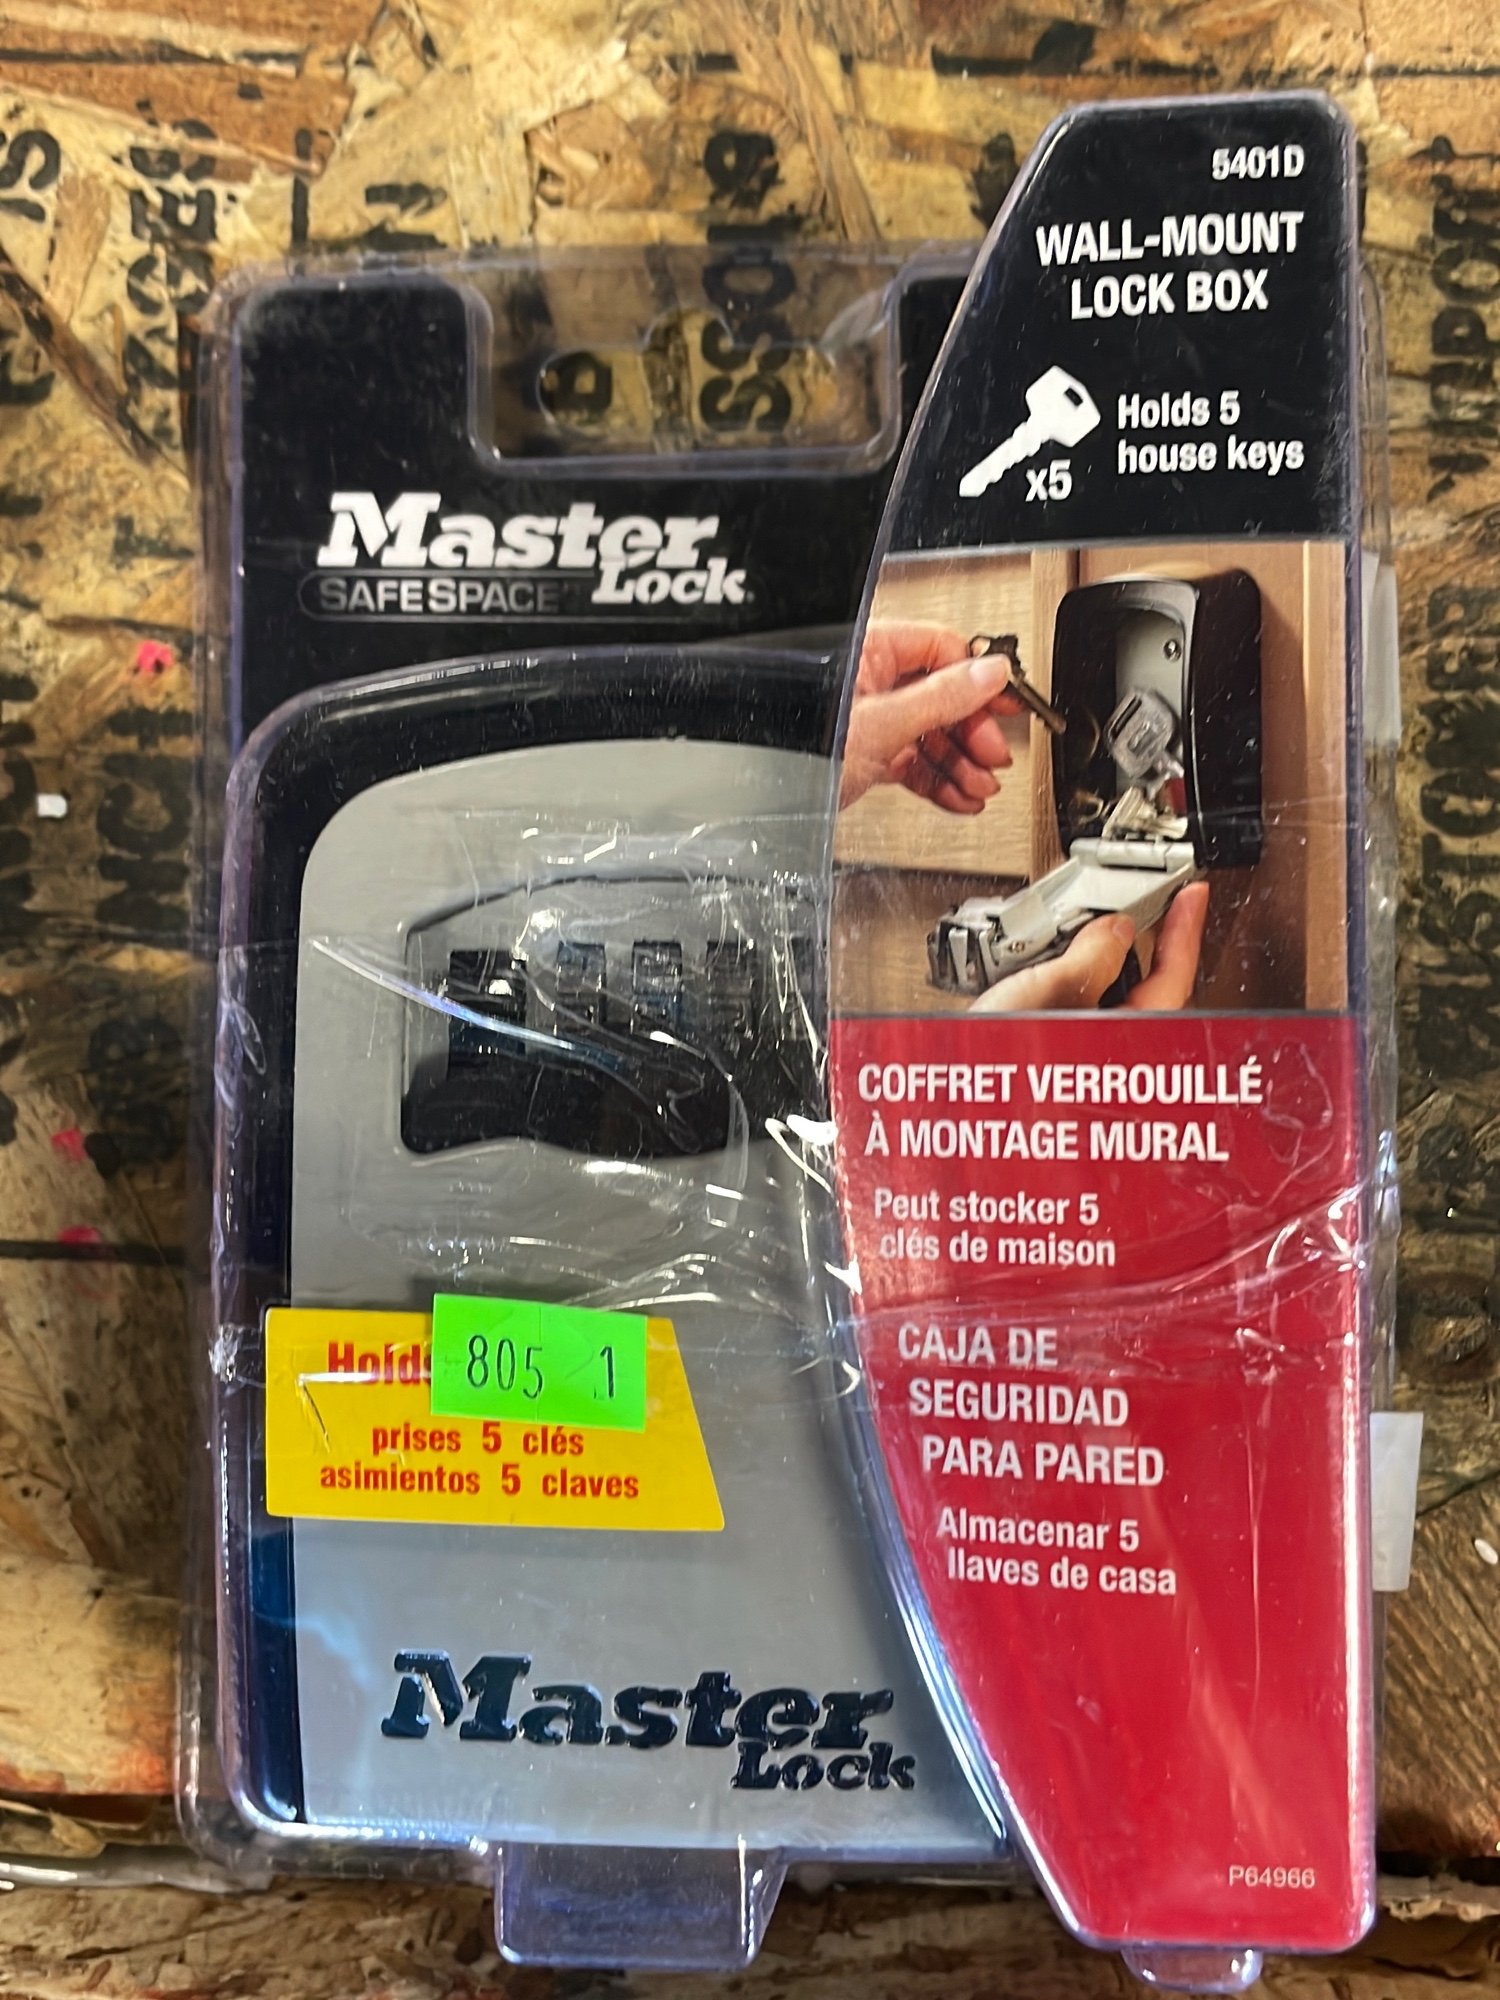 5401D
WALL-MOUNT
LOCK BOX
x5
Holds 5
house keys
Master
Lock
SAFESPACE
COFFRET VERROUILLÉ
À MONTAGE MURAL
Peut stocker 5
clés de maison
CAJA DE
SEGURIDAD
PARA PARED
Almacenar 5
llaves de casa
P64966
Holds
805 1
prises 5 clés
asimientos 5 claves
Master
Lock